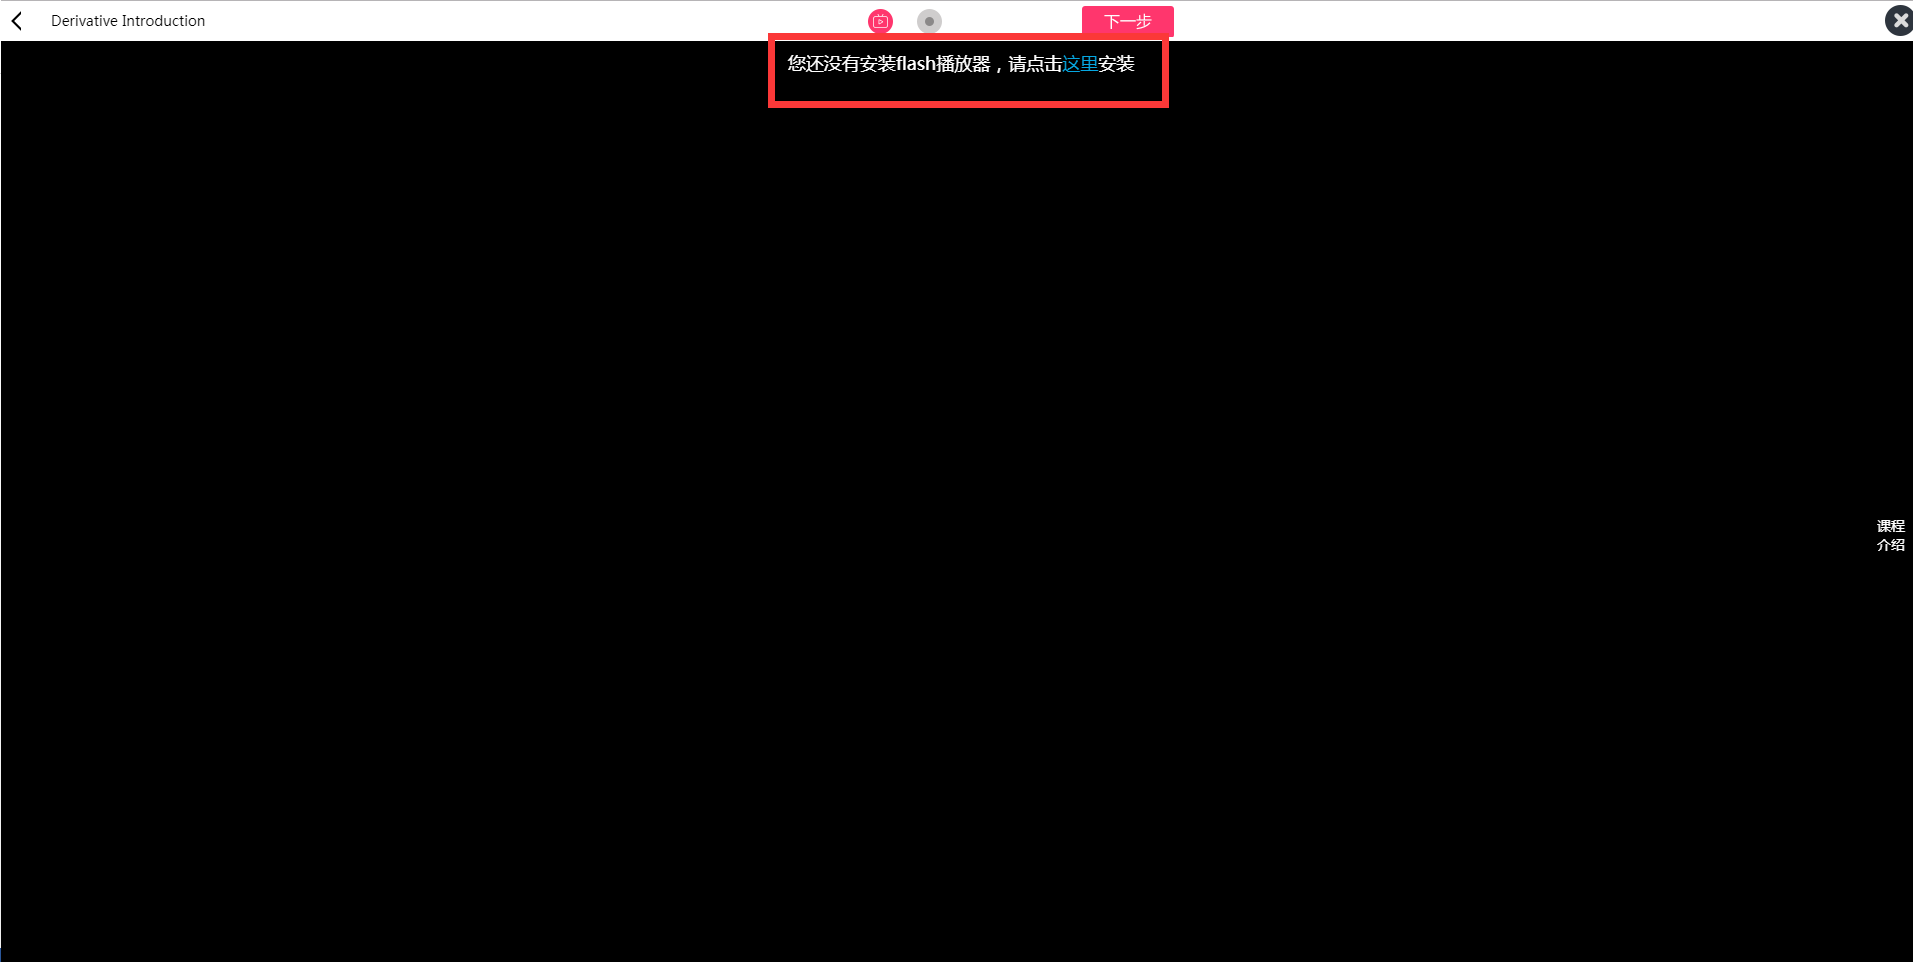 Derivative Introduction
下一步
您还没有安装flash播放器，请点击这里安装
课程
介绍